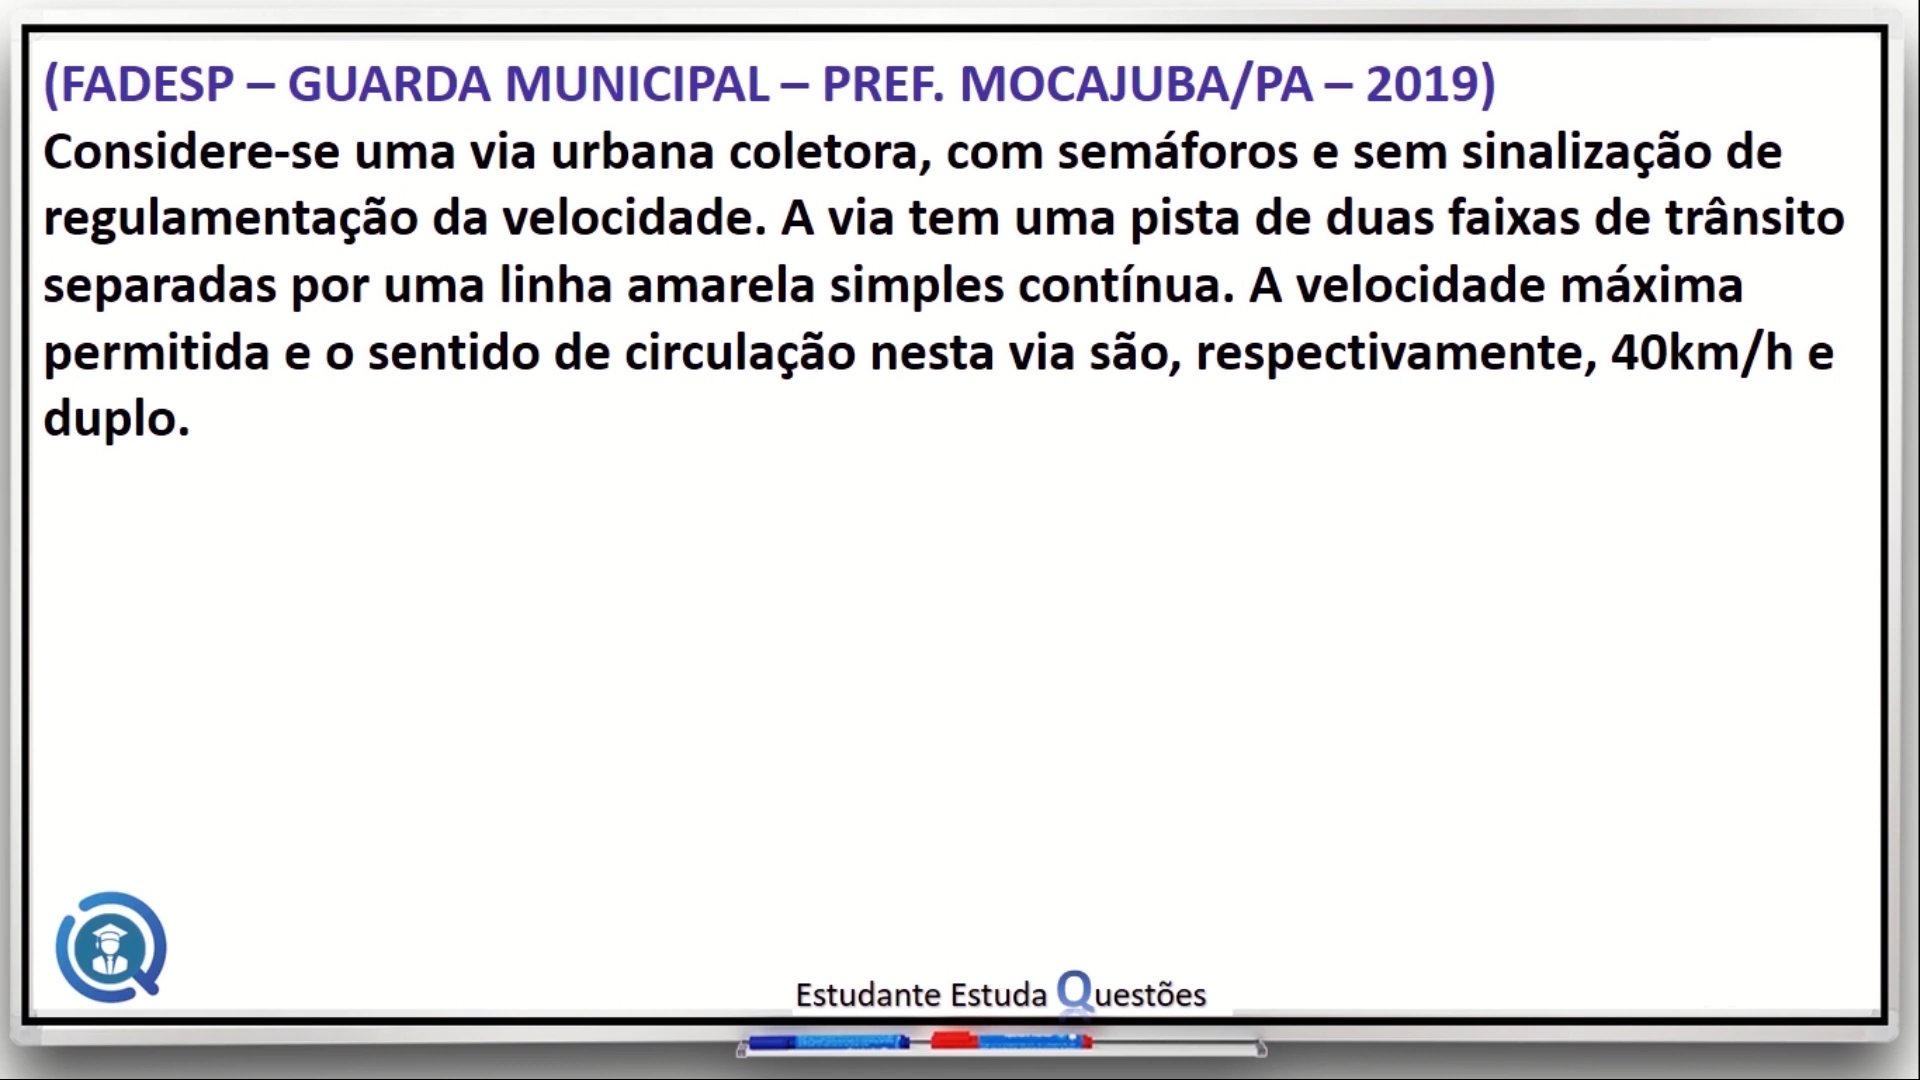 (FADESP – GUARDA MUNICIPAL – PREF. MOCAJUBA/PA – 2019)
Considere-se uma via urbana coletora, com semáforos e sem sinalização de
regulamentação da velocidade. A via tem uma pista de duas faixas de trânsito
separadas por uma linha amarela simples contínua. A velocidade máxima
permitida e o sentido de circulação nesta via são, respectivamente, 40km/h e
duplo.
Estudante Estuda Questões